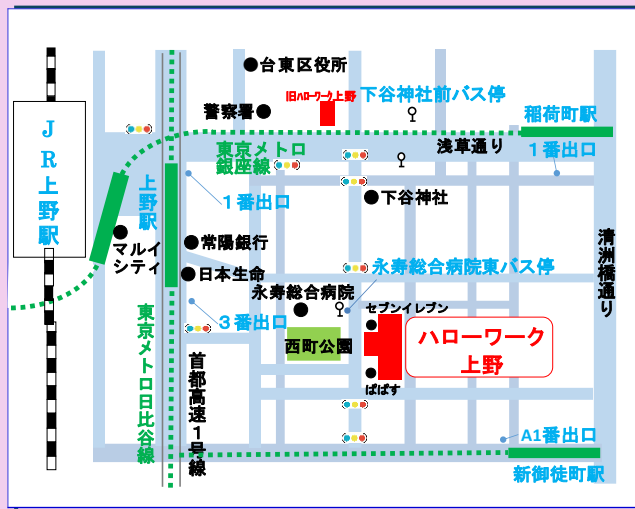 台東区役所
旧ハローワーク上野
下谷神社前バス停
警察署
稲荷町駅
浅草通り
東京メトロ
銀座線
1番出口
JR上野駅
上野駅
1番出口
下谷神社
マルイ
シティ
常陽銀行
清洲橋通り
日本生命
永寿総合病院東バス停
永寿総合病院
セブンイレブン
3番出口
西町公園
ハローワーク
上野
東京メトロ日比谷線
首都高速1号線
ぱぱす
A1番出口
新御徒町駅